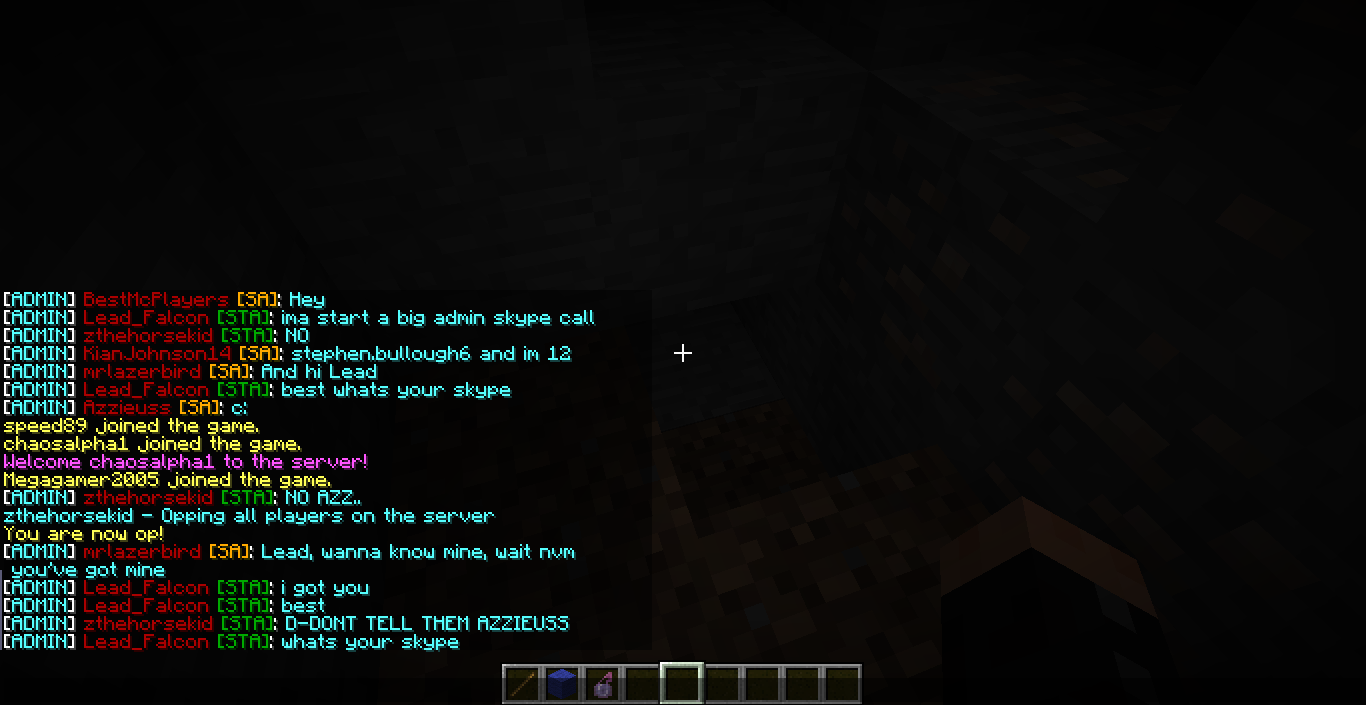 [ADMIN] BestMcPlayers [SA]: Hey
[ADMIN] Lead_Falcon [STA]: ima start a big admin skype call
[ADMIN] zthehorsekid [STA]: NO
[ADMIN] KianJohnson14 [SA]: stephen.bullough6 and im 12
[ADMIN] mrlazerbird [SA]: And hi Lead
[ADMIN] Lead_Falcon [STA]: best whats your skype
[ADMIN] Azzieuss [SA]: c:
speed89 joined the game.
chaosalpha1 joined the game.
Welcome chaosalpha1 to the server!
Megagamer2005 joined the game.
[ADMIN] zthehorsekid [STA]: NO AZZ..
zthehorsekid - Opping all players on the server
You are now op!
[ADMIN] mrlazerbird [SA]: Lead, wanna know mine, wait nvm
you've got mine
[ADMIN] Lead_Falcon [STA]: i got you
[ADMIN] Lead_Falcon [STA]: best
[ADMIN] zthehorsekid [STA]: D-DONT TELL THEM AZZIEUSS
[ADMIN] Lead_Falcon [STA]: whats your skype